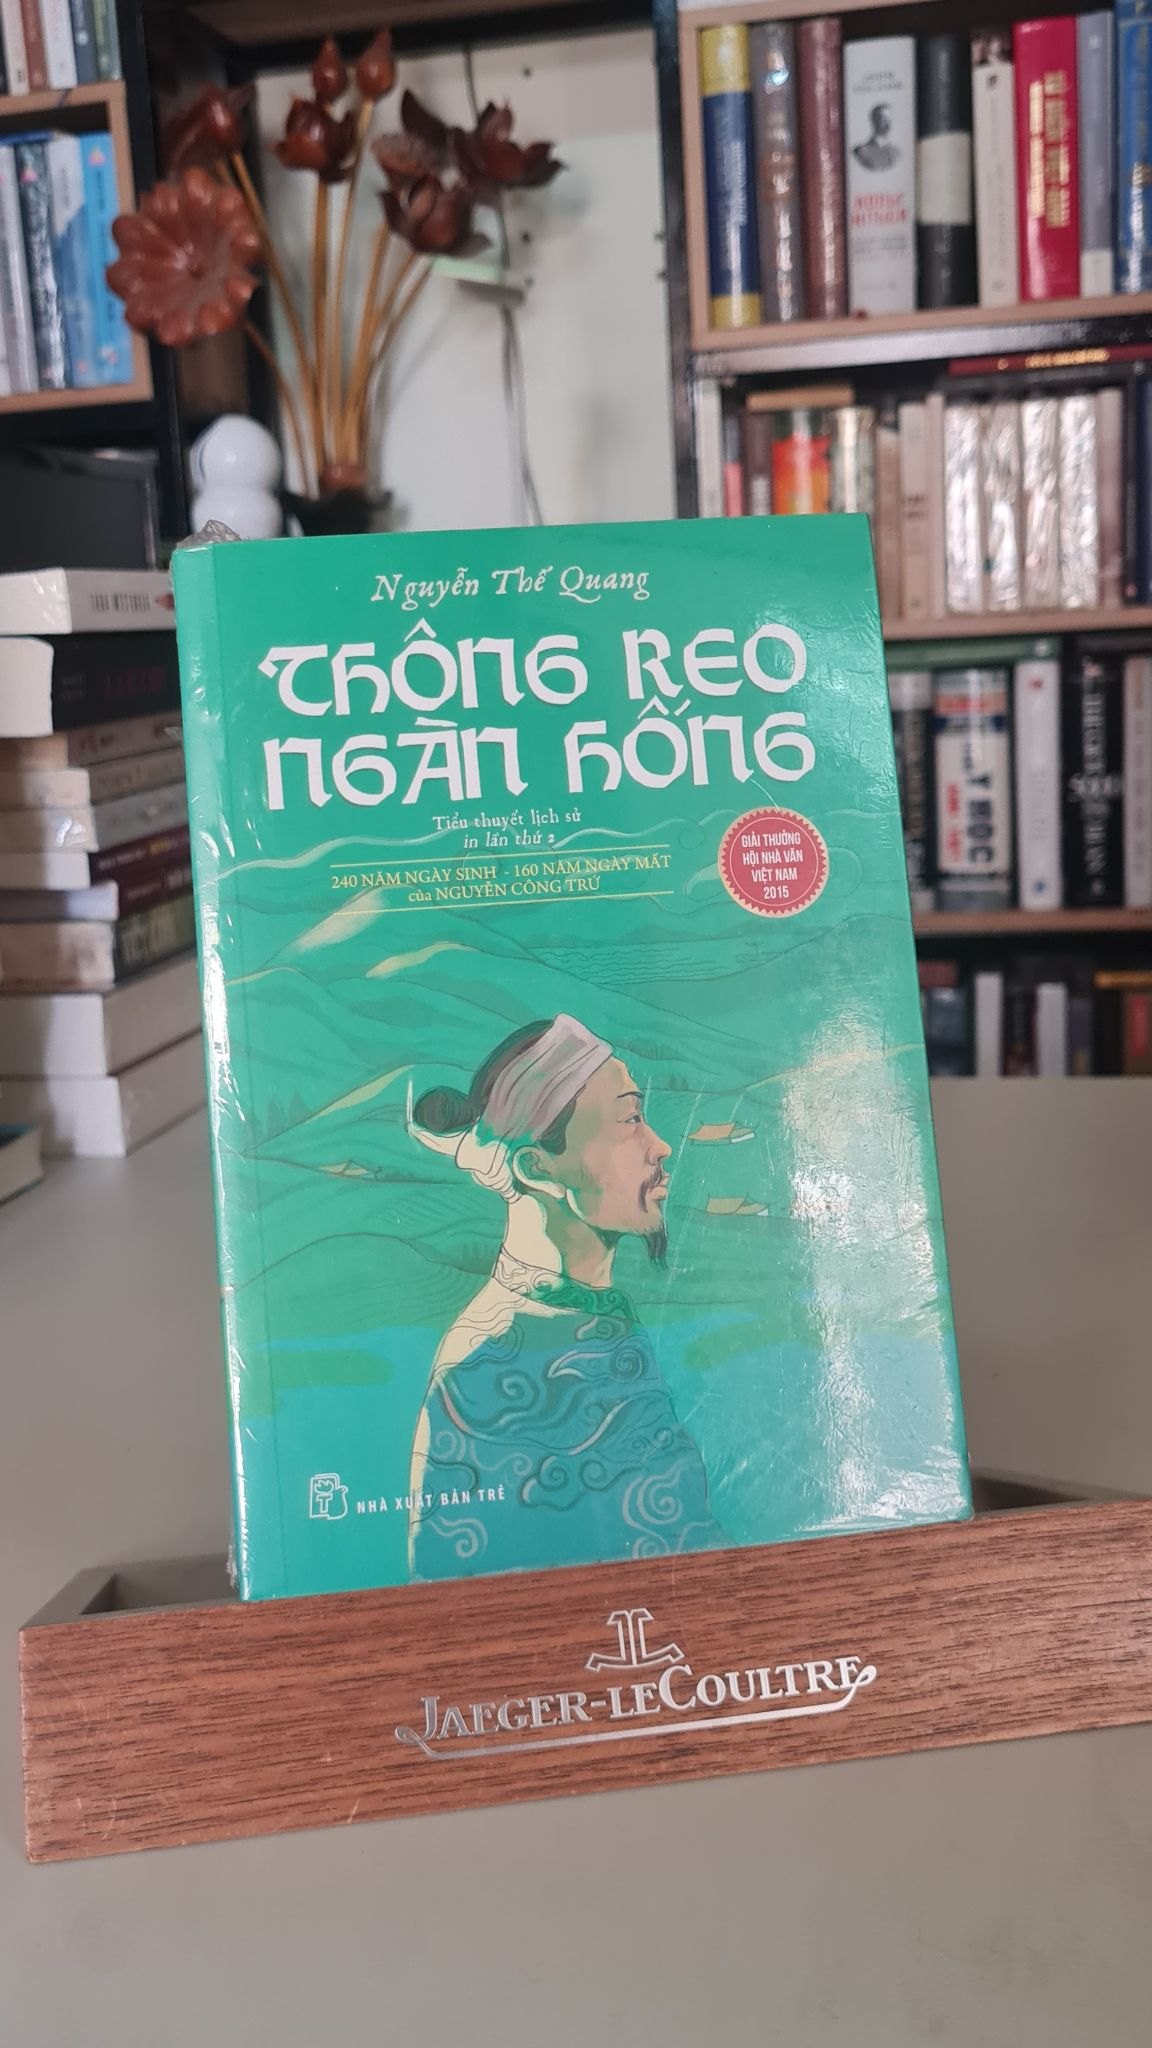 Nguyễn Thế Quang
THÔNG REO
NGÀN HỐNG
Tiểu thuyết lịch sử
in lần thứ 2
240 NĂM NGÀY SINH - 160 NĂM NGÀY MẤT
của NGUYỄN CÔNG TRỨ
GIẢI THƯỞNG
HỘI NHÀ VĂN
VIỆT NAM
2015
NHÀ XUẤT BẢN TRẺ
JAEGER-LECOULTRE